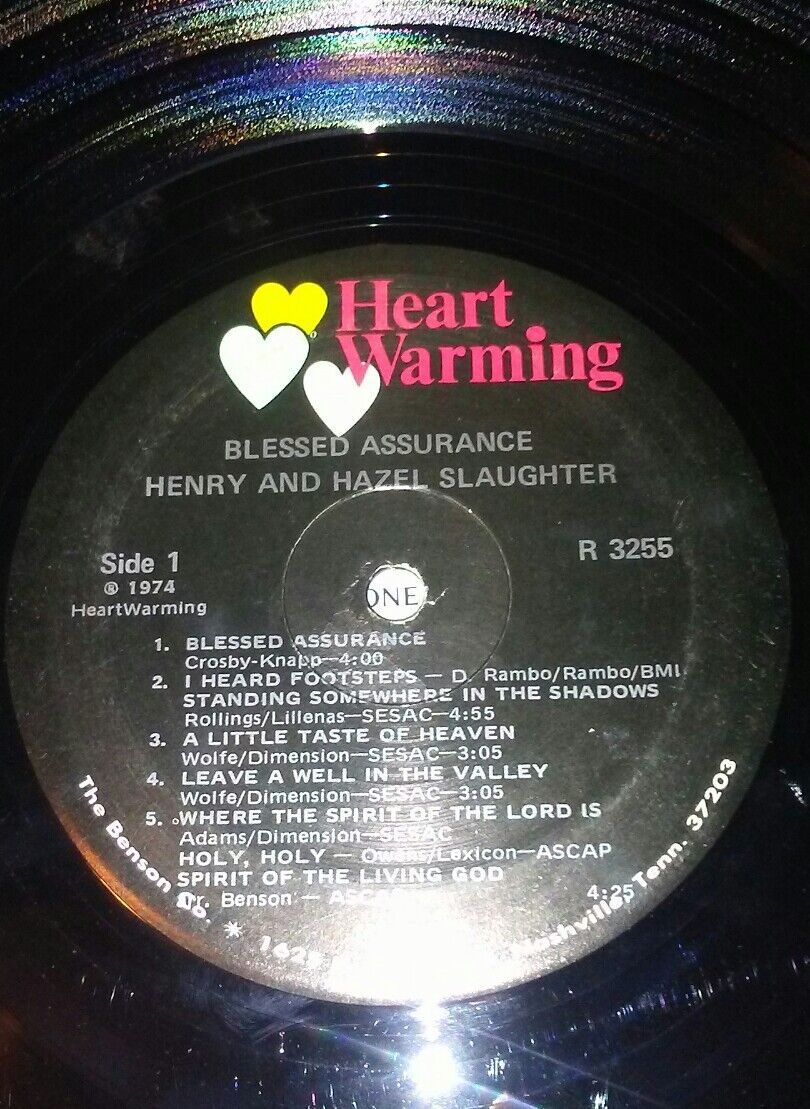 Heart
Warming
BLESSED ASSURANCE
HENRY AND HAZEL SLAUGHTER
Side 1
℗ 1974
HeartWarming
R 3255
ONE
1. BLESSED ASSURANCE
Crosby-Knapp—4:00
2. I HEARD FOOTSTEPS — D. Rambo/Rambo/BMI
STANDING SOMEWHERE IN THE SHADOWS
Rollings/Lillenas—SESAC—4:55
3. A LITTLE TASTE OF HEAVEN
Wolfe/Dimension—SESAC—3:05
4. LEAVE A WELL IN THE VALLEY
Wolfe/Dimension—SESAC—3:05
5. WHERE THE SPIRIT OF THE LORD IS
Adams/Dimension—SESAC
HOLY, HOLY — Owens/Lexicon—ASCAP
SPIRIT OF THE LIVING GOD
Arr. Benson — 4:25
The Benson Co. * Nashville, Tenn. 37203